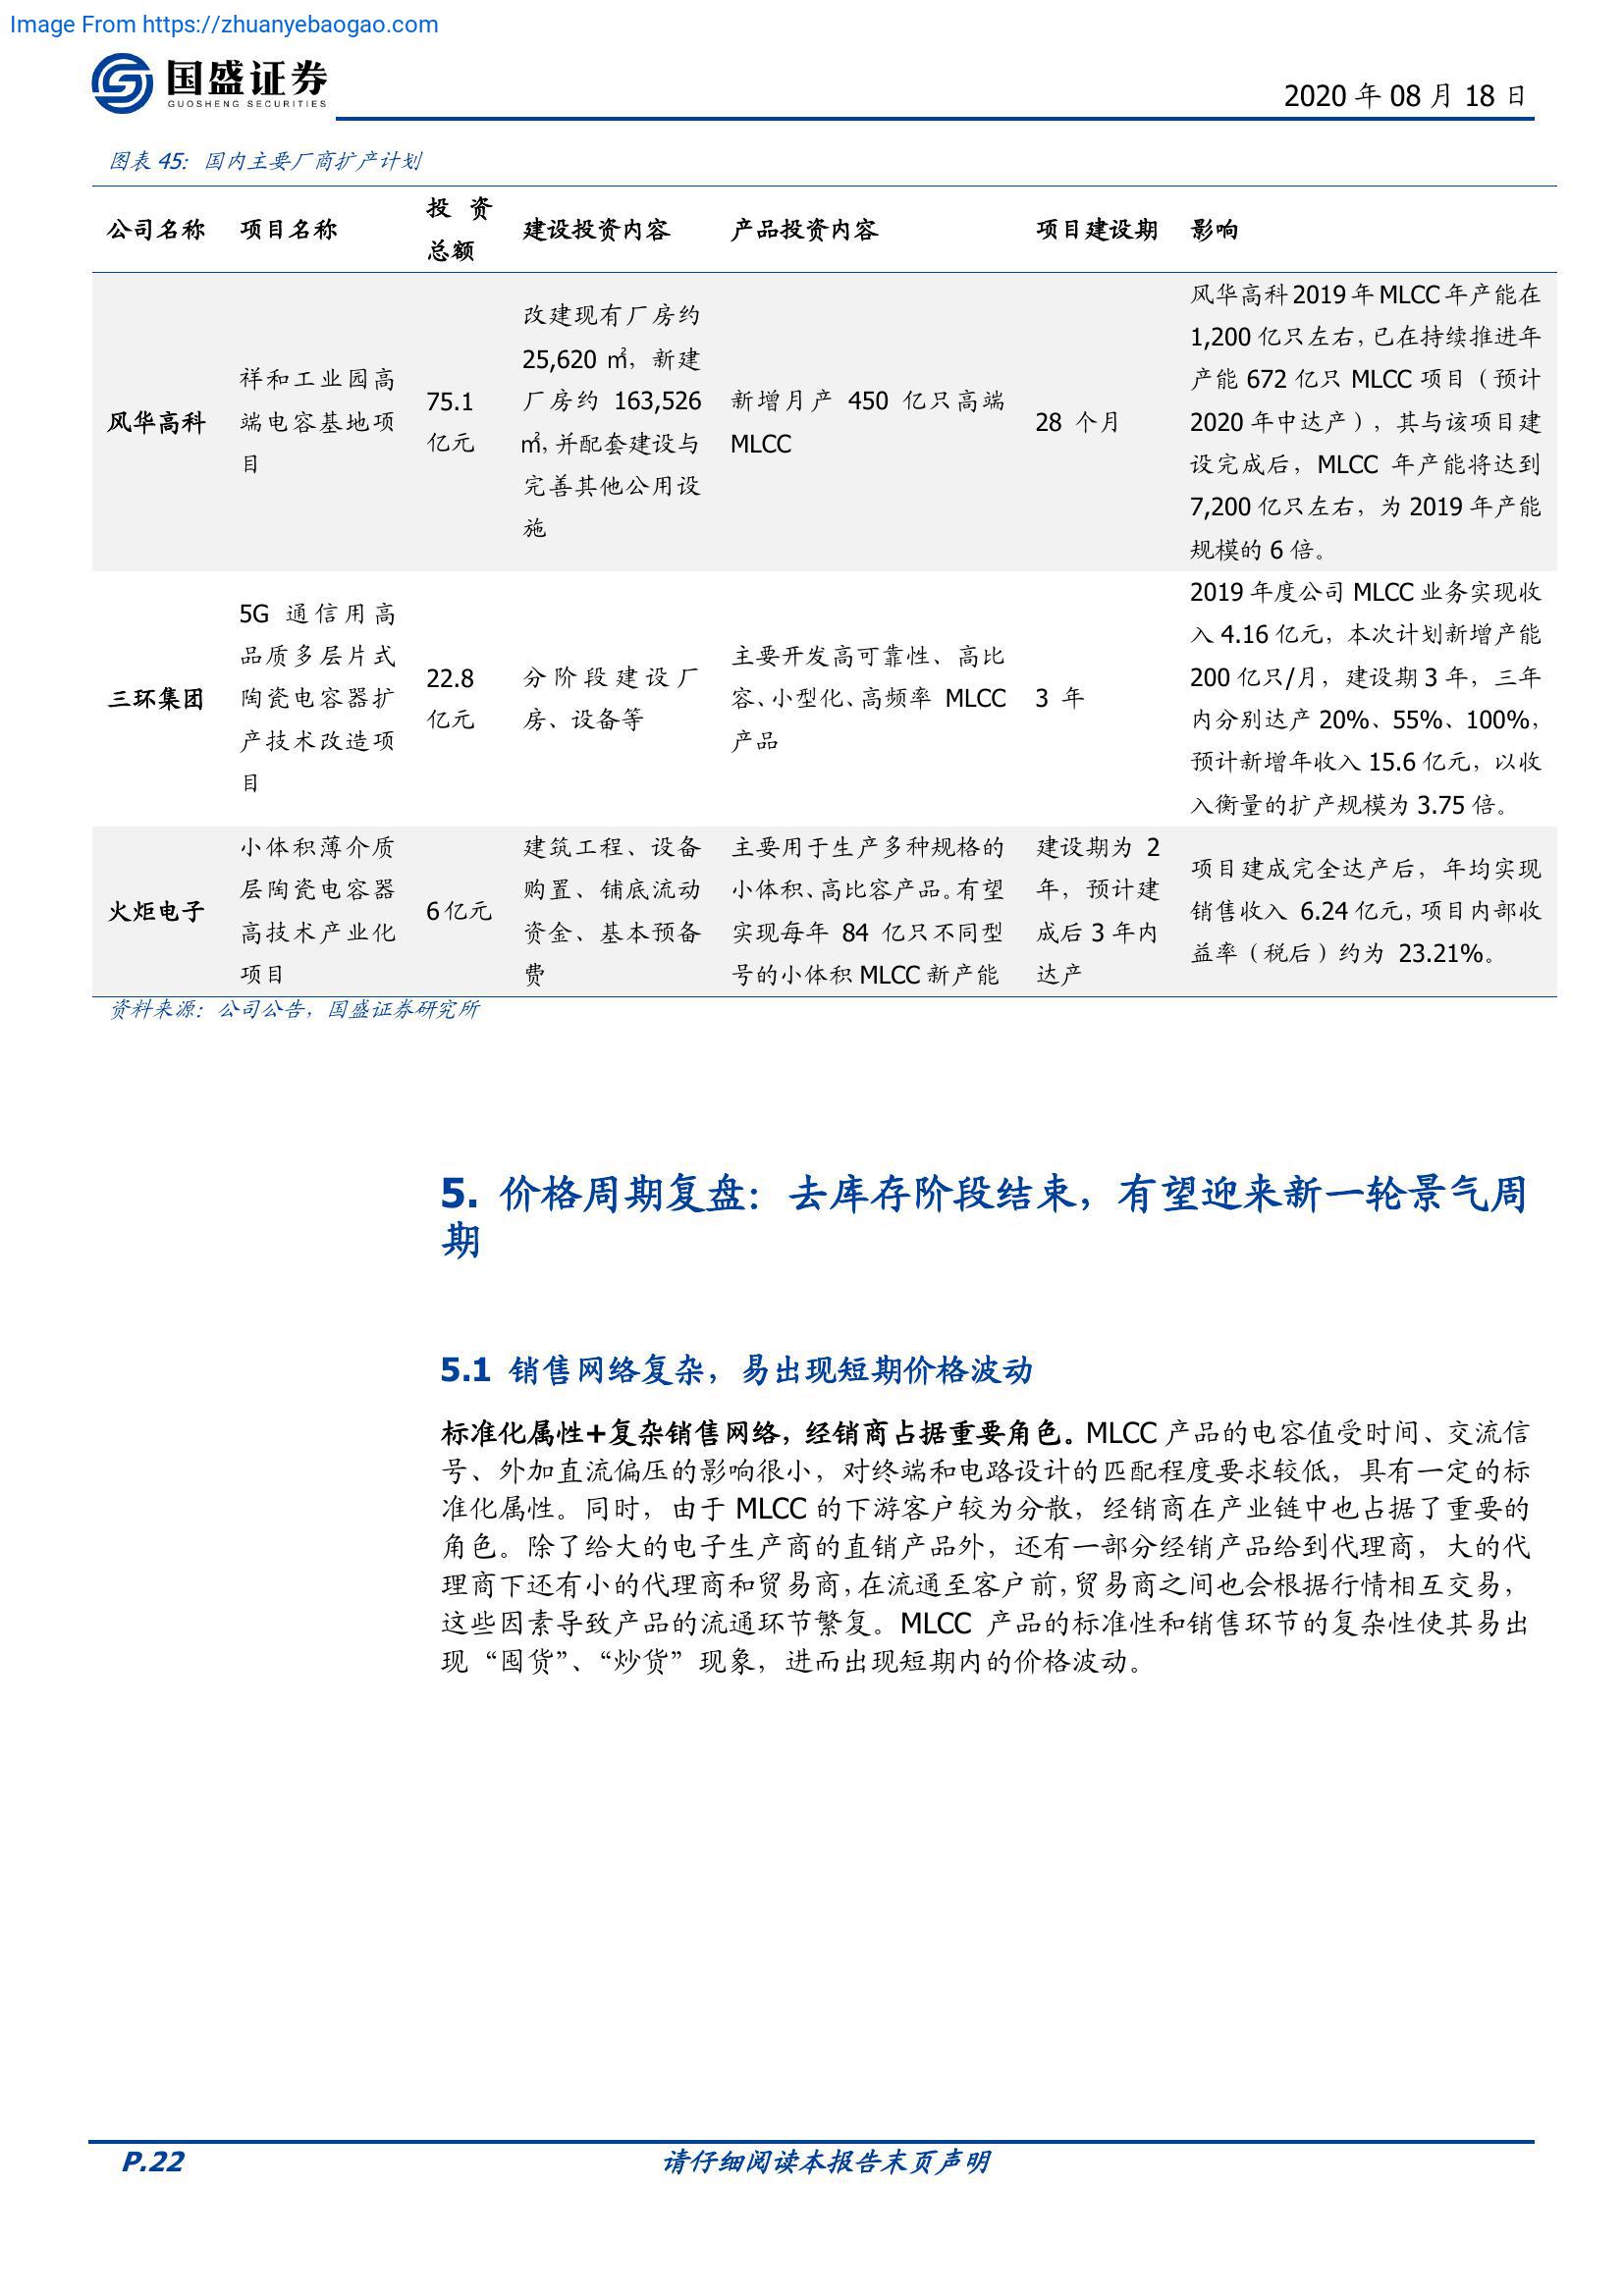 Image From https://zhuanyebaogao.com
国盛证券
GUOSHENG SECURITIES
2020 年 08 月 18 日
图表 45：国内主要厂商扩产计划
公司名称
项目名称
投 资
总额
建设投资内容
产品投资内容
项目建设期
影响
风华高科
祥和工业园高
端电容基地项
目
75.1
亿元
改建现有厂房约
25,620 ㎡，新建
厂房约 163,526
㎡，并配套建设与
完善其他公用设
施
新增月产 450 亿只高端
MLCC
28 个月
风华高科 2019 年 MLCC 年产能在
1,200 亿只左右，已在持续推进年
产能 672 亿只 MLCC 项目（预计
2020 年中达产），其与该项目建
设完成后，MLCC 年产能将达到
7,200 亿只左右，为 2019 年产能
规模的 6 倍。
三环集团
5G 通信用高
品质多层片式
陶瓷电容器扩
产技术改造项
目
22.8
亿元
分阶段建设厂
房、设备等
主要开发高可靠性、高比
容、小型化、高频率 MLCC
产品
3 年
2019 年度公司 MLCC 业务实现收
入 4.16 亿元，本次计划新增产能
200 亿只/月，建设期 3 年，三年
内分别达产 20%、55%、100%，
预计新增年收入 15.6 亿元，以收
入衡量的扩产规模为 3.75 倍。
火炬电子
小体积薄介质
层陶瓷电容器
高技术产业化
项目
6 亿元
建筑工程、设备
购置、铺底流动
资金、基本预备
费
主要用于生产多种规格的
小体积、高比容产品。有望
实现每年 84 亿只不同型
号的小体积 MLCC 新产能
建设期为 2
年，预计建
成后 3 年内
达产
项目建成完全达产后，年均实现
销售收入 6.24 亿元，项目内部收
益率（税后）约为 23.21%。
资料来源：公司公告，国盛证券研究所
5. 价格周期复盘：去库存阶段结束，有望迎来新一轮景气周
期
5.1 销售网络复杂，易出现短期价格波动
标准化属性+复杂销售网络，经销商占据重要角色。MLCC 产品的电容值受时间、交流信
号、外加直流偏压的影响很小，对终端和电路设计的匹配程度要求较低，具有一定的标
准化属性。同时，由于 MLCC 的下游客户较为分散，经销商在产业链中也占据了重要的
角色。除了给大的电子生产商的直销产品外，还有一部分经销产品给到代理商，大的代
理商下还有小的代理商和贸易商，在流通至客户前，贸易商之间也会根据行情相互交易，
这些因素导致产品的流通环节繁复。MLCC 产品的标准性和销售环节的复杂性使其易出
现“囤货”、“炒货”现象，进而出现短期内的价格波动。
P.22
请仔细阅读本报告末页声明